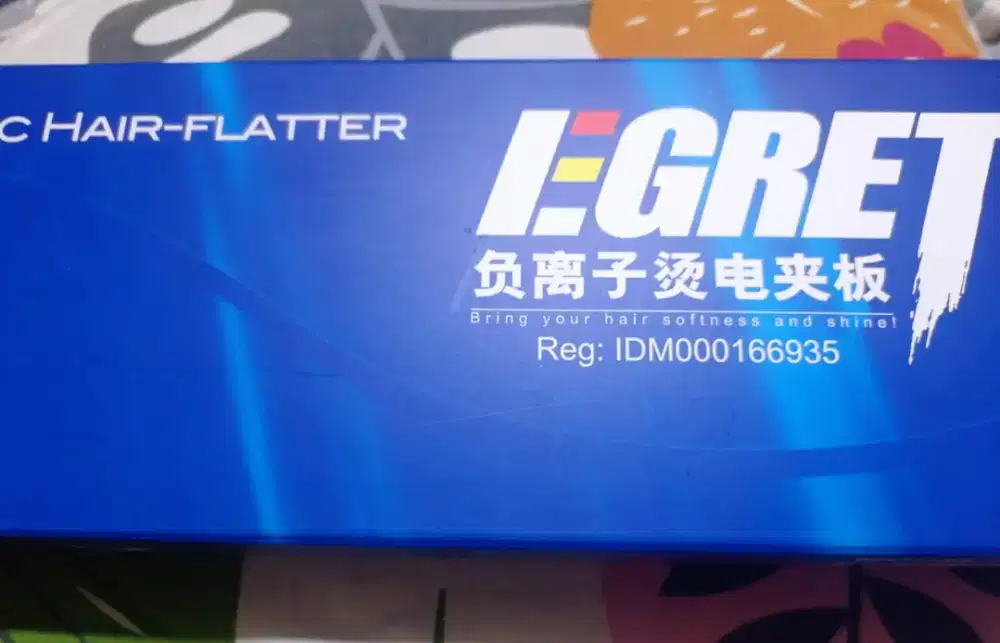 C HAIR-FLATTER
EGRET
负离子烫电夹板
Bring your hair softness and shine!
Reg: IDM000166935